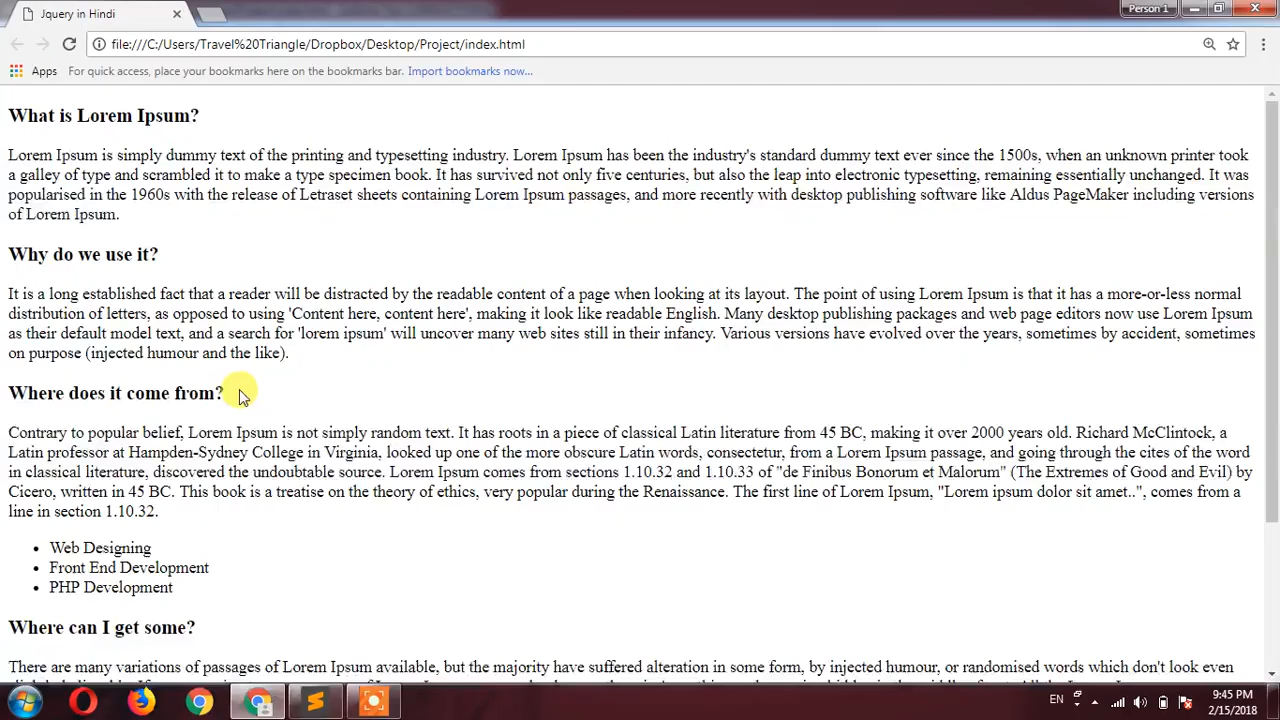 Jquery in Hindi
Person 1
file:///C:/Users/Travel%20Triangle/Dropbox/Desktop/Project/index.html
Apps For quick access, place your bookmarks here on the bookmarks bar. Import bookmarks now...
What is Lorem Ipsum?
Lorem Ipsum is simply dummy text of the printing and typesetting industry. Lorem Ipsum has been the industry's standard dummy text ever since the 1500s, when an unknown printer took
a galley of type and scrambled it to make a type specimen book. It has survived not only five centuries, but also the leap into electronic typesetting, remaining essentially unchanged. It was
popularised in the 1960s with the release of Letraset sheets containing Lorem Ipsum passages, and more recently with desktop publishing software like Aldus PageMaker including versions
of Lorem Ipsum.
Why do we use it?
It is a long established fact that a reader will be distracted by the readable content of a page when looking at its layout. The point of using Lorem Ipsum is that it has a more-or-less normal
distribution of letters, as opposed to using 'Content here, content here', making it look like readable English. Many desktop publishing packages and web page editors now use Lorem Ipsum
as their default model text, and a search for 'lorem ipsum' will uncover many web sites still in their infancy. Various versions have evolved over the years, sometimes by accident, sometimes
on purpose (injected humour and the like).
Where does it come from?
Contrary to popular belief, Lorem Ipsum is not simply random text. It has roots in a piece of classical Latin literature from 45 BC, making it over 2000 years old. Richard McClintock, a
Latin professor at Hampden-Sydney College in Virginia, looked up one of the more obscure Latin words, consectetur, from a Lorem Ipsum passage, and going through the cites of the word
in classical literature, discovered the undoubtable source. Lorem Ipsum comes from sections 1.10.32 and 1.10.33 of "de Finibus Bonorum et Malorum" (The Extremes of Good and Evil) by
Cicero, written in 45 BC. This book is a treatise on the theory of ethics, very popular during the Renaissance. The first line of Lorem Ipsum, "Lorem ipsum dolor sit amet..", comes from a
line in section 1.10.32.
• Web Designing
• Front End Development
• PHP Development
Where can I get some?
There are many variations of passages of Lorem Ipsum available, but the majority have suffered alteration in some form, by injected humour, or randomised words which don't look even
EN
9:45 PM
2/15/2018